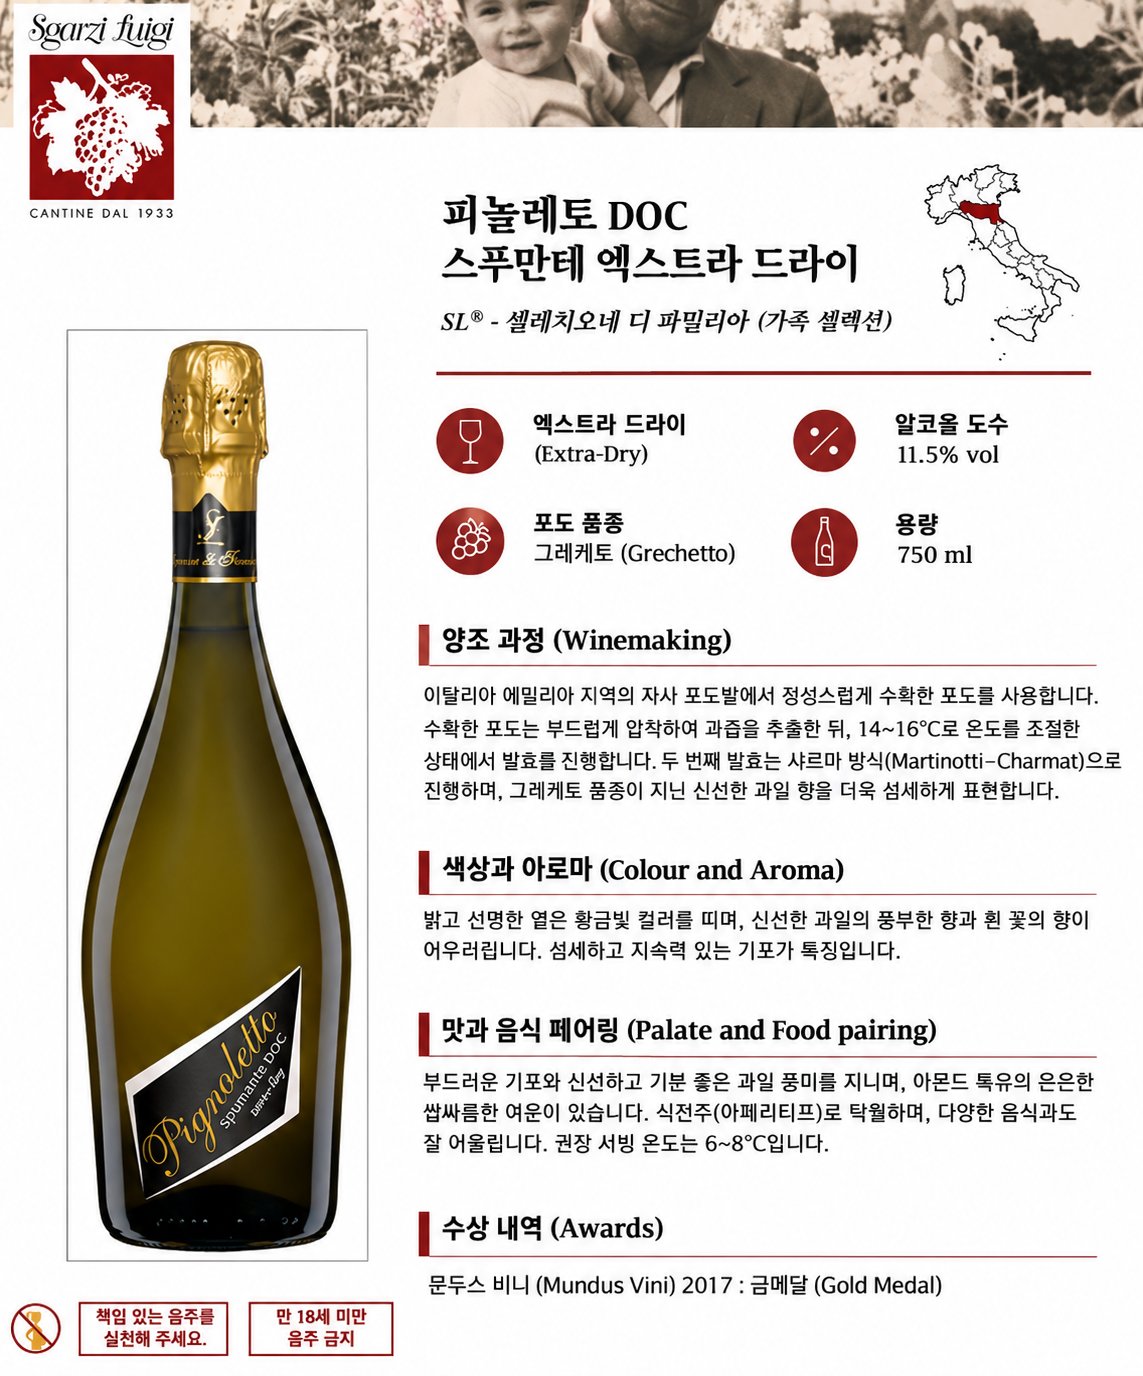 Sgarzi Luigi
CANTINE DAL 1933
피놀레토 DOC
스푸만테 엑스트라 드라이
SL® - 셀레치오네 디 파밀리아 (가족 셀렉션)
엑스트라 드라이
(Extra-Dry)
알코올 도수
11.5% vol
포도 품종
그레케토 (Grechetto)
용량
750 ml
양조 과정 (Winemaking)
이탈리아 에밀리아 지역의 자사 포도발에서 정성스럽게 수확한 포도를 사용합니다.
수확한 포도는 부드럽게 압착하여 과즙을 추출한 뒤, 14~16°C로 온도를 조절한
상태에서 발효를 진행합니다. 두 번째 발효는 샤르마 방식(Martinotti-Charmat)으로
진행하며, 그레케토 품종이 지닌 신선한 과일 향을 더욱 섬세하게 표현합니다.
색상과 아로마 (Colour and Aroma)
밝고 선명한 옅은 황금빛 컬러를 띠며, 신선한 과일의 풍부한 향과 흰 꽃의 향이
어우러립니다. 섬세하고 지속력 있는 기포가 특징입니다.
맛과 음식 페어링 (Palate and Food pairing)
부드러운 기포와 신선하고 기분 좋은 과일 풍미를 지니며, 아몬드 특유의 은은한
쌉싸름한 여운이 있습니다. 식전주(아페리티프)로 탁월하며, 다양한 음식과도
잘 어울립니다. 권장 서빙 온도는 6~8°C입니다.
수상 내역 (Awards)
문두스 비니 (Mundus Vini) 2017 : 금메달 (Gold Medal)
Pignoletto
Spumante DOC
책임 있는 음주를
실천해 주세요.
만 18세 미만
음주 금지